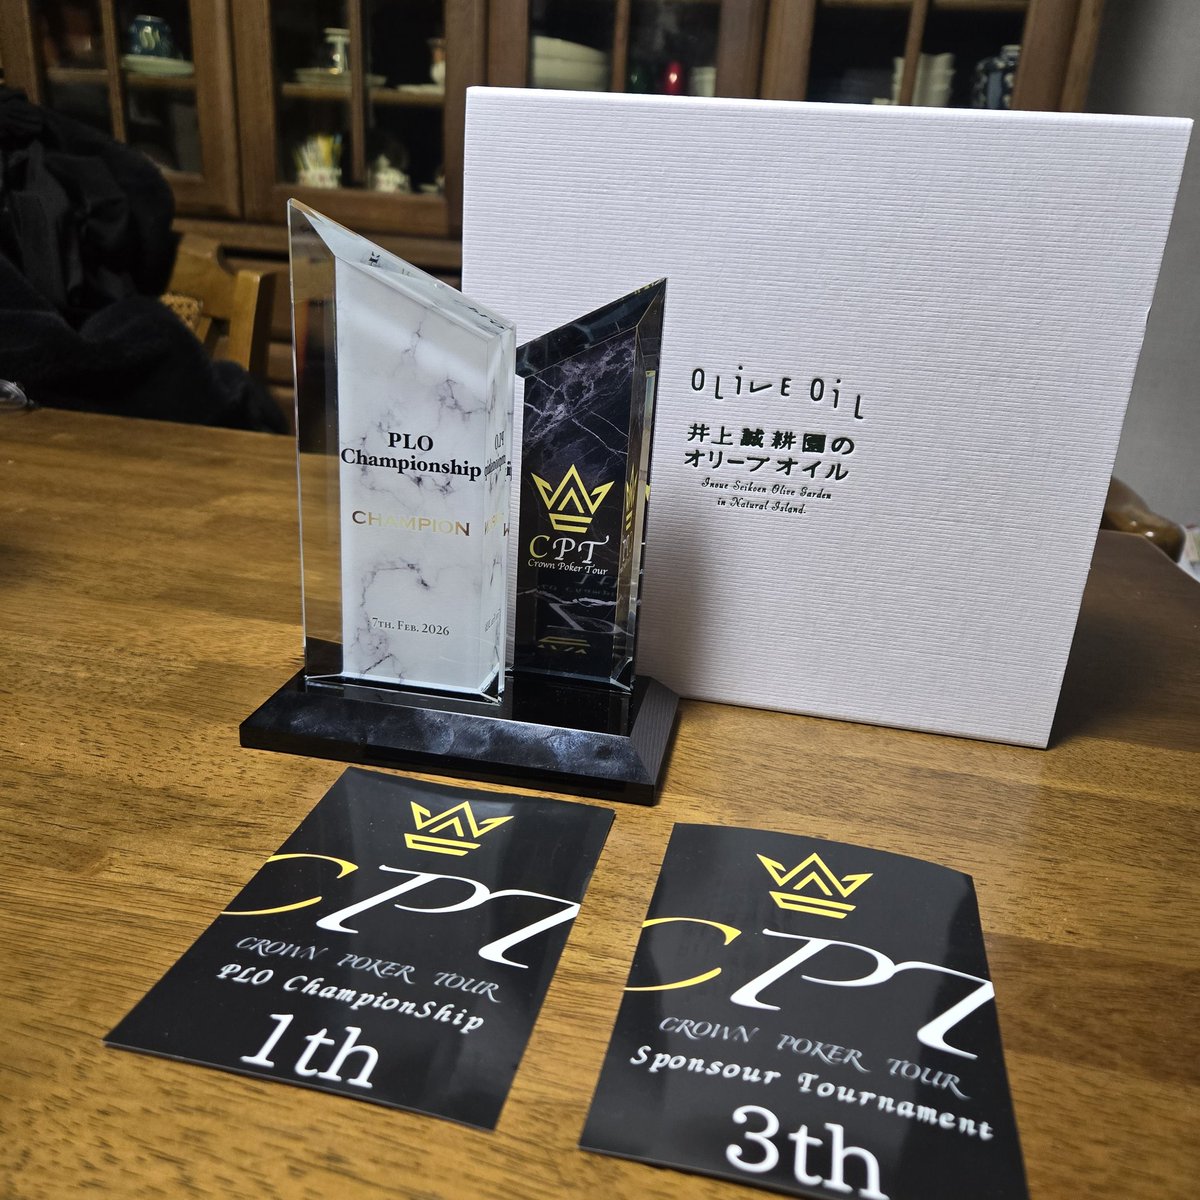 PLO
Championship
CHAMPION
7TH. FEB. 2026
CPT
Crown Poker Tour
OLiVE OiL
井上誠耕園の
オリーブオイル
Inoue Seikoen Olive Garden
in Natural Island.
CPT
CROWN POKER TOUR
PLO ChampionShip
1th
CPT
CROWN POKER TOUR
Sponsour Tournament
3th